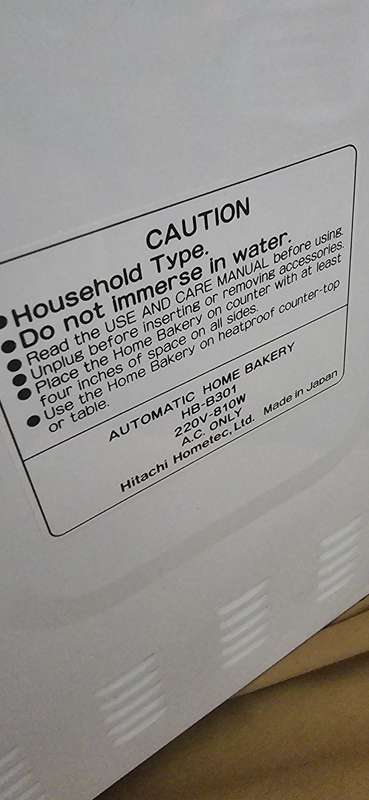 CAUTION
● Household Type.
● Do not immerse in water.
● Read the USE AND CARE MANUAL before using.
● Unplug before inserting or removing accessories.
● Place the Home Bakery on counter with at least
four inches of space on all sides.
● Use the Home Bakery on heatproof counter-top
or table.
AUTOMATIC HOME BAKERY
HB-B301
220V-810W
A.C. ONLY
Hitachi Hometec, Ltd. Made in Japan